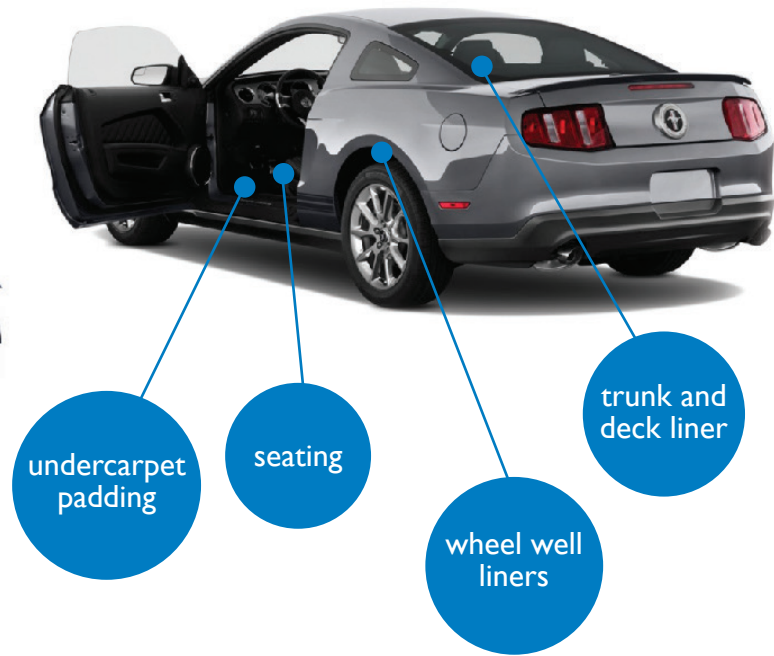 undercarpet
padding
seating
wheel well
liners
trunk and
deck liner